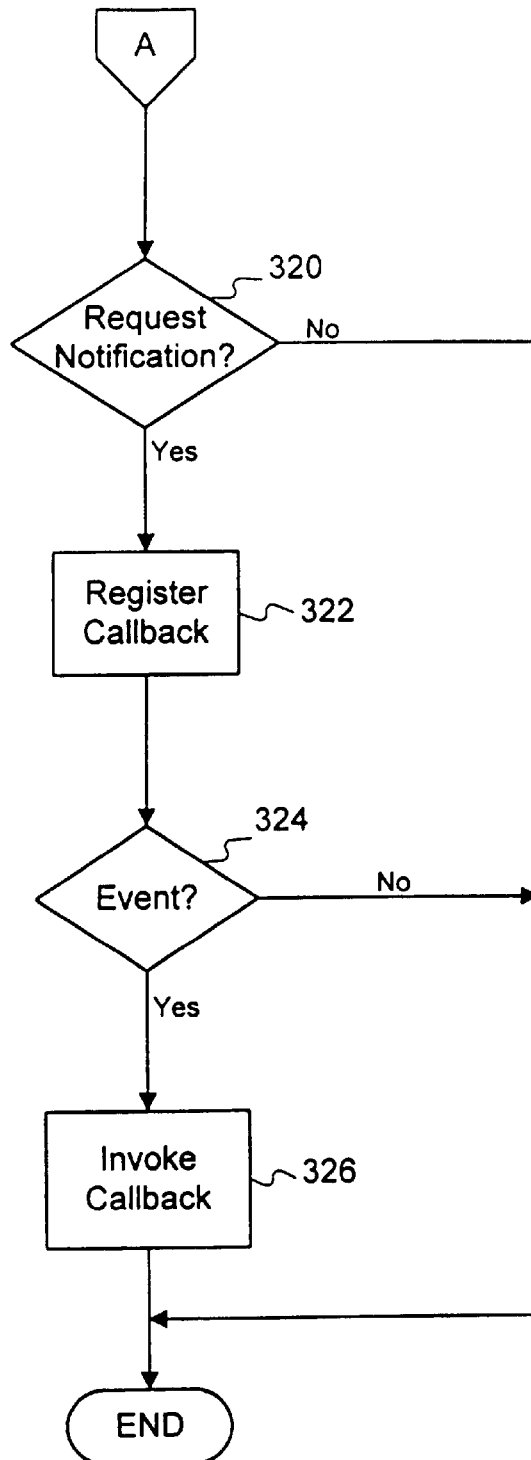 A
320
Request
Notification?
No
Yes
Register
Callback
322
324
Event?
No
Yes
Invoke
Callback
326
END